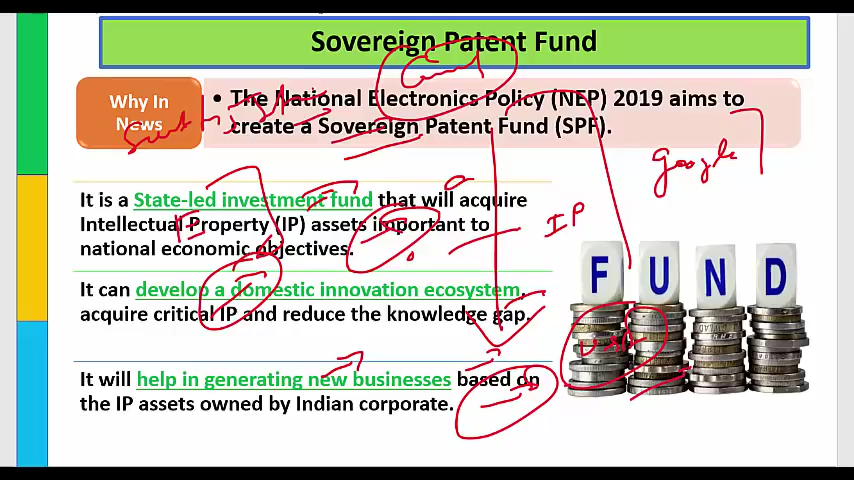 Sovereign Patent Fund
Why In
News
• The National Electronics Policy (NEP) 2019 aims to
create a Sovereign Patent Fund (SPF).
google
It is a State-led investment fund that will acquire
Intellectual Property (IP) assets important to
national economic objectives.
IP
FUND
It can develop a domestic innovation ecosystem,
acquire critical IP and reduce the knowledge gap.
It will help in generating new businesses based on
the IP assets owned by Indian corporate.